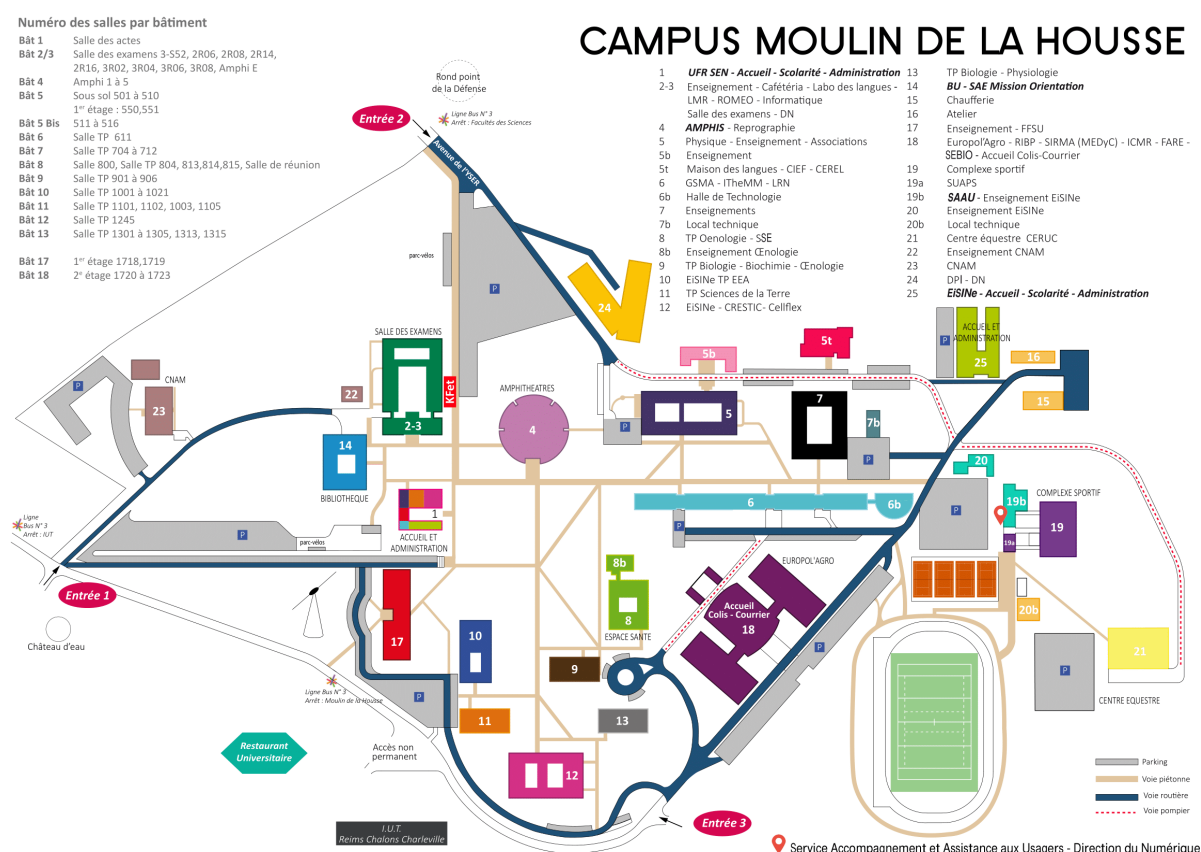 CAMPUS MOULIN DE LA HOUSSE
Numéro des salles par bâtiment
Bât 1 Salle des actes
Bât 2/3 Salle des examens 3-S52, 2R06, 2R08, 2R14,
2R16, 3R02, 3R04, 3R06, 3R08, Amphi E
Bât 4 Amphi 1 à 5
Bât 5 Sous sol 501 à 510
1er étage : 550,551
Bât 5 Bis 511 à 516
Bât 6 Salle TP 611
Bât 7 Salle TP 704 à 712
Bât 8 Salle 800, Salle TP 804, 813,814,815, Salle de réunion
Bât 9 Salle TP 901 à 906
Bât 10 Salle TP 1001 à 1021
Bât 11 Salle TP 1101, 1102, 1003, 1105
Bât 12 Salle TP 1245
Bât 13 Salle TP 1301 à 1305, 1313, 1315
Bât 17 1er étage 1718,1719
Bât 18 2e étage 1720 à 1723
1 UFR SEN - Accueil - Scolarité - Administration
2-3 Enseignement - Cafétéria - Labo des langues -
LMR - ROMEO - Informatique
Salle des examens - DN
4 AMPHIS - Reprographie
5 Physique - Enseignement - Associations
5b Enseignement
5t Maison des langues - CIEF - CEREL
6 GSMA - ITheMM - LRN
6b Halle de Technologie
7 Enseignements
7b Local technique
8 TP Oenologie - SSE
8b Enseignement Œnologie
9 TP Biologie - Biochimie - Œnologie
10 EiSINe TP EEA
11 TP Sciences de la Terre
12 EiSINe - CRESTIC- Cellflex
13 TP Biologie - Physiologie
14 BU - SAE Mission Orientation
15 Chaufferie
16 Atelier
17 Enseignement - FFSU
18 Europol'Agro - RIBP - SIRMA (MEDyC) - ICMR - FARE -
SEBIO - Accueil Colis-Courrier
19 Complexe sportif
19a SUAPS
19b SAAU - Enseignement EiSINe
20 Enseignement EiSINe
20b Local technique
21 Centre équestre CERUC
22 Enseignement CNAM
23 CNAM
24 DPI - DN
25 EiSINe - Accueil - Scolarité - Administration
Rond point
de la Défense
Ligne Bus N° 3
Arrêt : Facultés des Sciences
Entrée 2
Avenue de l'YSER
parc-vélos
P
24
SALLE DES EXAMENS
KFet
2-3
22
CNAM
P
23
14
BIBLIOTHEQUE
AMPHITHEATRES
4
5b
5t
5
P
7
7b
P
P
ACCUEIL ET
ADMINISTRATION
25
16
15
1
ACCUEIL ET
ADMINISTRATION
P
parc-vélos
Ligne
Bus N° 3
Arrêt : IUT
Entrée 1
Château d'eau
6
6b
P
20
P
19b
COMPLEXE SPORTIF
19
19a
EUROPOL'AGRO
8b
8
ESPACE SANTE
Accueil
Colis - Courrier
18
20b
P
21
CENTRE EQUESTRE
P
17
10
9
Ligne Bus N° 3
Arrêt : Moulin de la Housse
P
11
13
12
Restaurant
Universitaire
Accès non
permanent
I.U.T.
Reims Chalons Charleville
Entrée 3
Parking
Voie piétonne
Voie routière
Voie pompier
Service Accompagnement et Assistance aux Usagers - Direction du Numérique